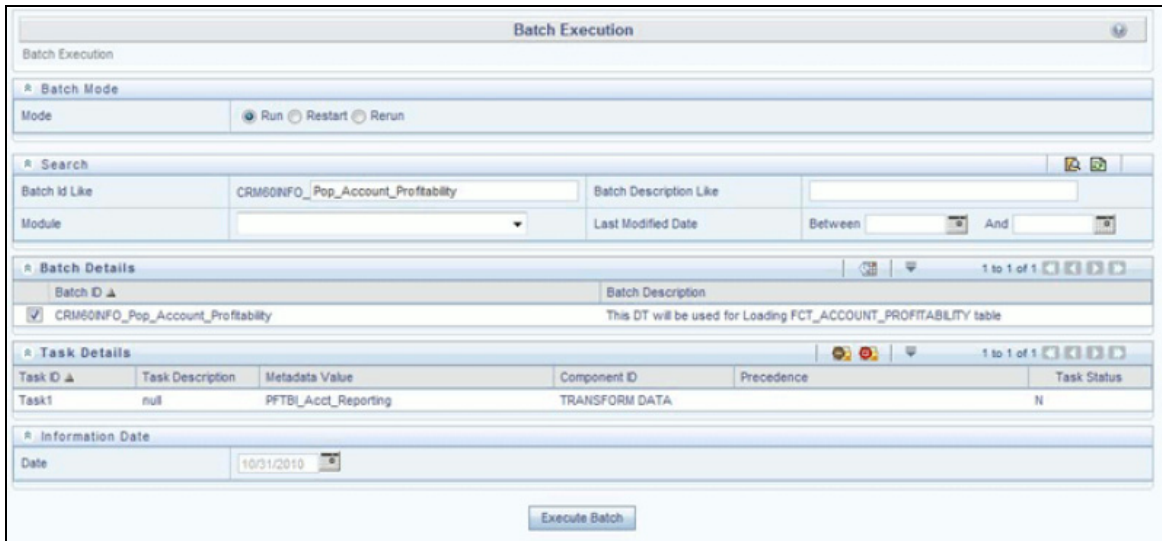 Batch Execution
Batch Execution
Batch Mode
Mode Run Restart Rerun
Search
Batch Id Like CRM60INFO_ Pop_Account_Profitability Batch Description Like
Module Last Modified Date Between And
Batch Details 1 to 1 of 1
Batch ID Batch Description
CRM60INFO_Pop_Account_Profitability This DT will be used for Loading FCT_ACCOUNT_PROFITABILITY table
Task Details 1 to 1 of 1
Task ID Task Description Metadata Value Component ID Precedence Task Status
Task1 null PFTBI_Acct_Reporting TRANSFORM DATA N
Information Date
Date 10/31/2010
Execute Batch